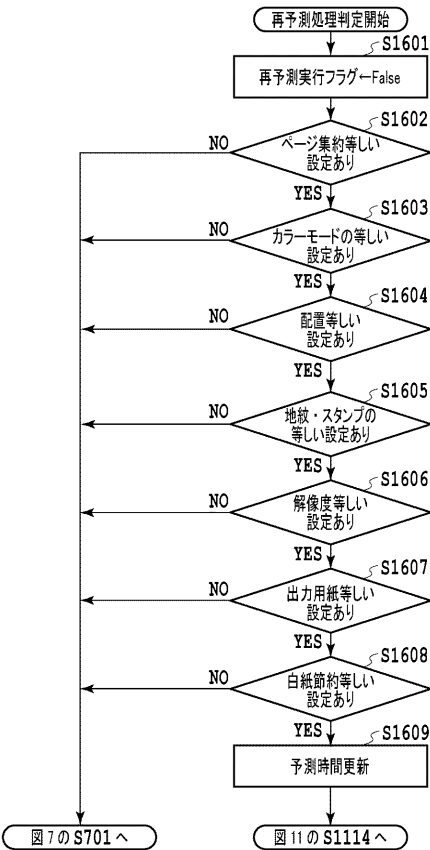 再予測処理判定開始
S1601
再予測実行フラグ←False
S1602
ページ集約等しい
設定あり
NO
YES
S1603
カラーモードの等しい
設定あり
NO
YES
S1604
配置等しい
設定あり
NO
YES
S1605
地紋・スタンプの
等しい設定あり
NO
YES
S1606
解像度等しい
設定あり
NO
YES
S1607
出力用紙等しい
設定あり
NO
YES
S1608
白紙節約等しい
設定あり
NO
YES
S1609
予測時間更新
図7のS701へ
図11のS1114へ